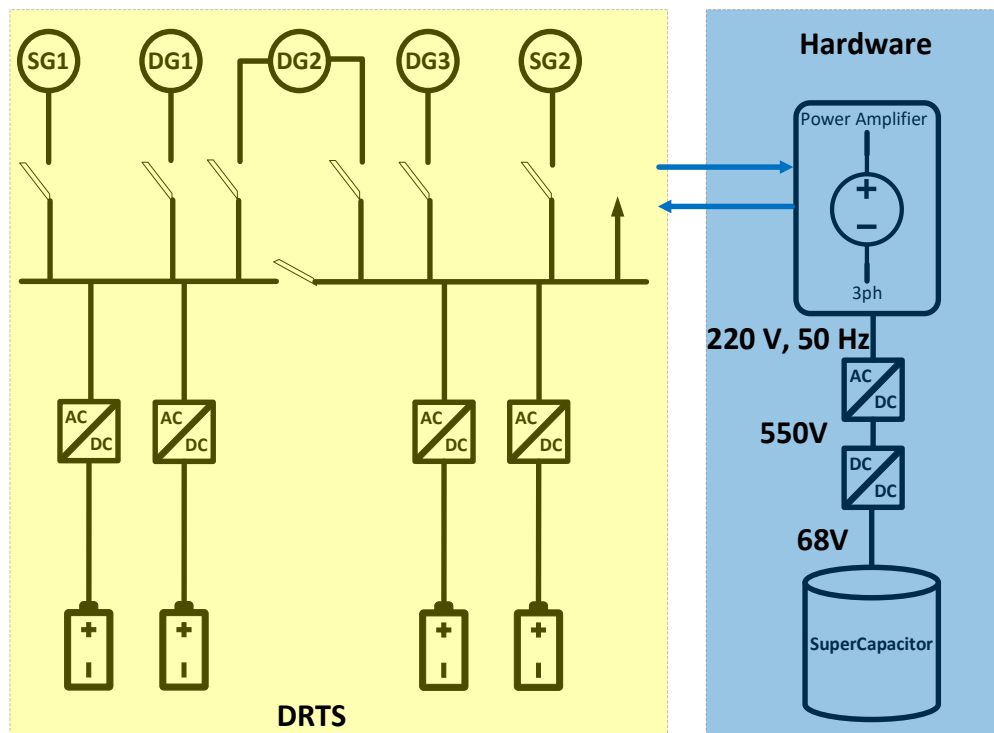 SG1
DG1
DG2
DG3
SG2
AC
DC
AC
DC
AC
DC
AC
DC
+
–
+
–
+
–
+
–
DRTS
Hardware
Power Amplifier
+
–
3ph
220 V, 50 Hz
AC
DC
550V
DC
DC
68V
SuperCapacitor